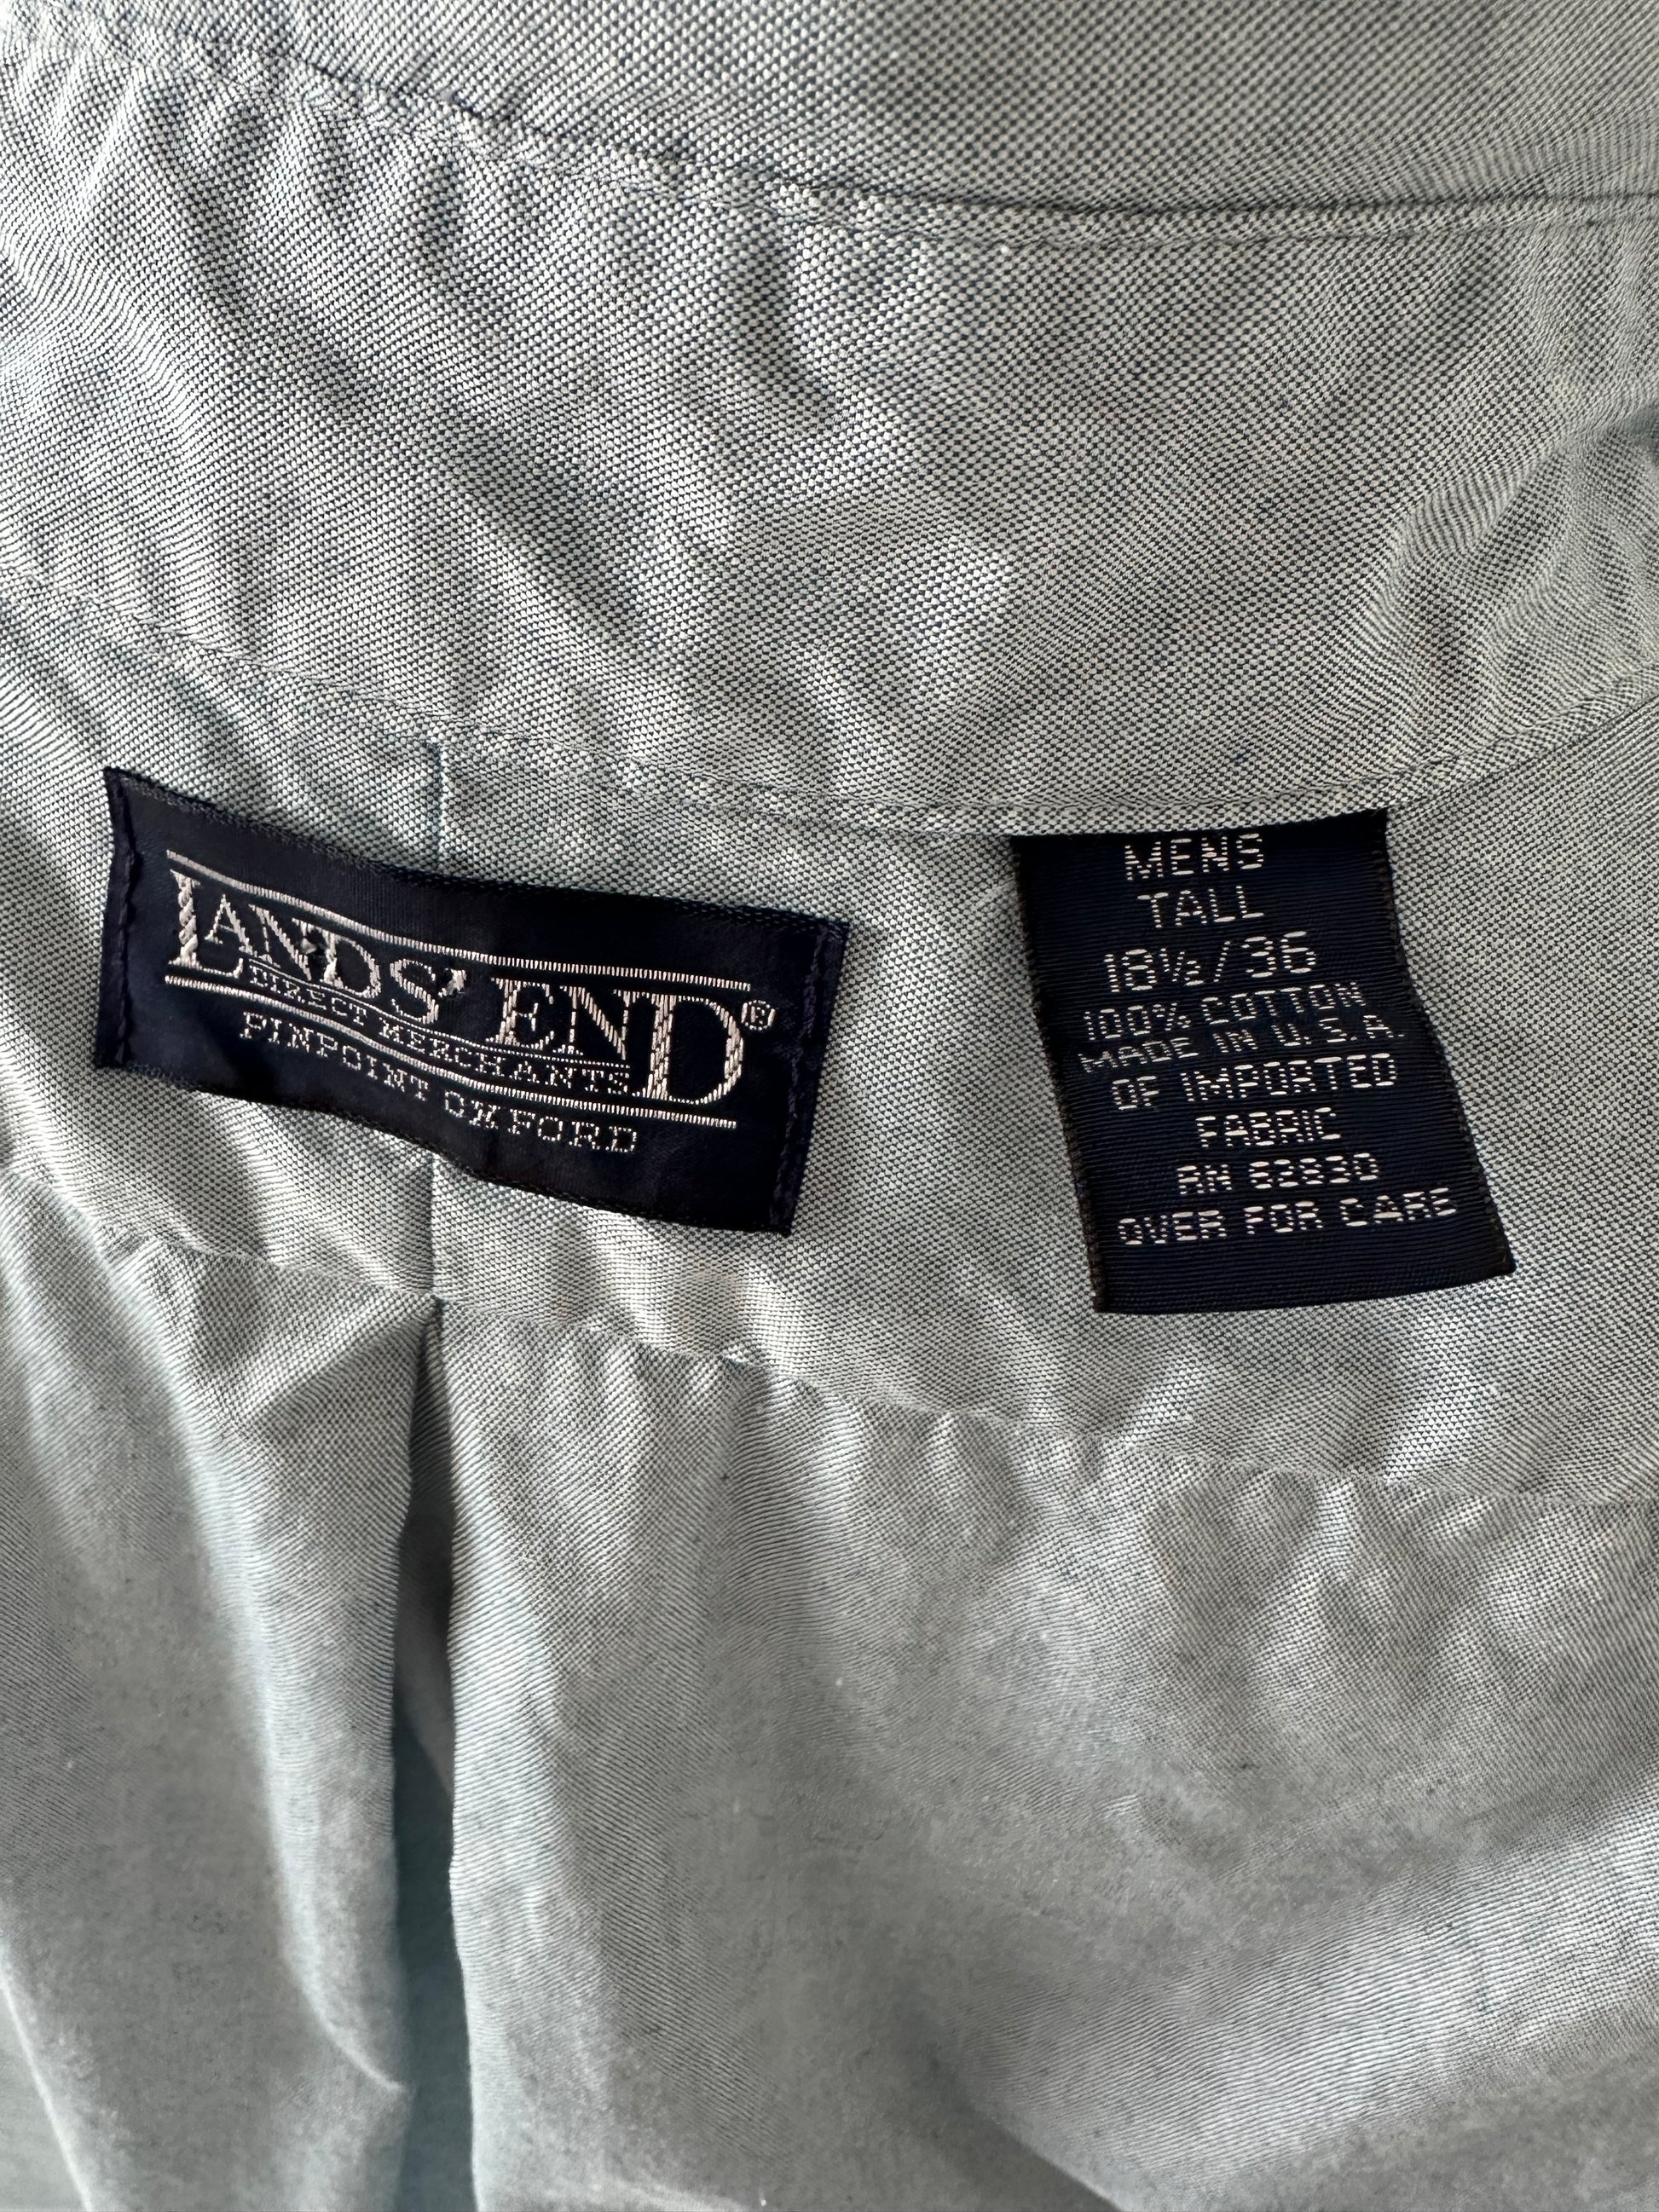 LANDS' END®
DIRECT MERCHANTS
PINPOINT OXFORD
MENS
TALL
18½/36
100% COTTON
MADE IN U.S.A.
OF IMPORTED
FABRIC
RN 62830
OVER FOR CARE